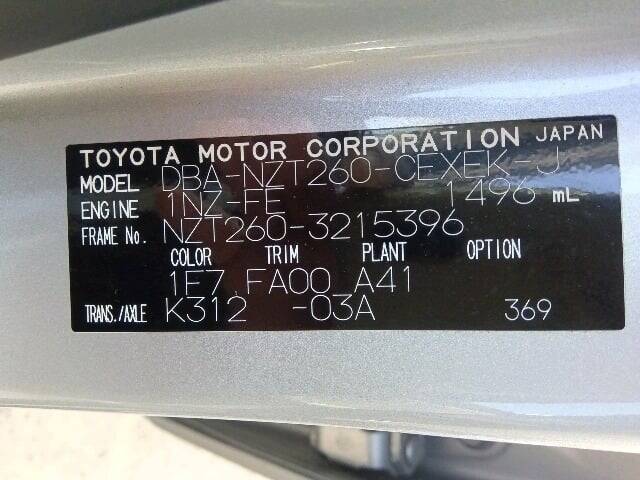 TOYOTA MOTOR CORPORATION JAPAN
MODEL DBA-NZT260-CEXEK-J
ENGINE 1NZ-FE 1496 mL
FRAME No. NZT260-3215396
COLOR TRIM PLANT OPTION
1E7 FA00 A41
TRANS./AXLE K312 -03A 369